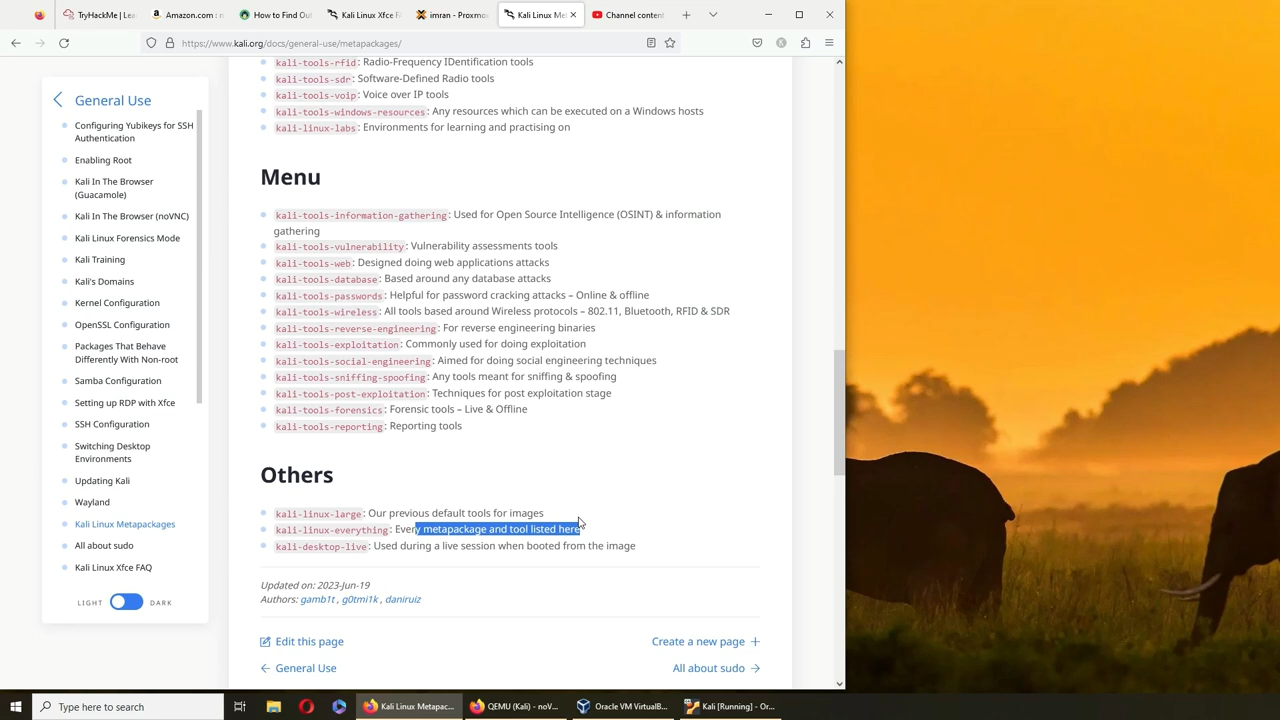 TryHackMe | Lea
Amazon.com : n
How to Find Out
Kali Linux Xfce F
imran - Proxmo
Kali Linux Met
Channel content
https://www.kali.org/docs/general-use/metapackages/
General Use
Configuring Yubikeys for SSH
Authentication
Enabling Root
Kali In The Browser
(Guacamole)
Kali In The Browser (noVNC)
Kali Linux Forensics Mode
Kali Training
Kali's Domains
Kernel Configuration
OpenSSL Configuration
Packages That Behave
Differently With Non-root
Samba Configuration
Setting up RDP with Xfce
SSH Configuration
Switching Desktop
Environments
Updating Kali
Wayland
Kali Linux Metapackages
All about sudo
Kali Linux Xfce FAQ
LIGHT DARK
kali-tools-rfid: Radio-Frequency IDentification tools
kali-tools-sdr: Software-Defined Radio tools
kali-tools-voip: Voice over IP tools
kali-tools-windows-resources: Any resources which can be executed on a Windows hosts
kali-linux-labs: Environments for learning and practising on
Menu
kali-tools-information-gathering: Used for Open Source Intelligence (OSINT) & information
gathering
kali-tools-vulnerability: Vulnerability assessments tools
kali-tools-web: Designed doing web applications attacks
kali-tools-database: Based around any database attacks
kali-tools-passwords: Helpful for password cracking attacks – Online & offline
kali-tools-wireless: All tools based around Wireless protocols – 802.11, Bluetooth, RFID & SDR
kali-tools-reverse-engineering: For reverse engineering binaries
kali-tools-exploitation: Commonly used for doing exploitation
kali-tools-social-engineering: Aimed for doing social engineering techniques
kali-tools-sniffing-spoofing: Any tools meant for sniffing & spoofing
kali-tools-post-exploitation: Techniques for post exploitation stage
kali-tools-forensics: Forensic tools – Live & Offline
kali-tools-reporting: Reporting tools
Others
kali-linux-large: Our previous default tools for images
kali-linux-everything: Every metapackage and tool listed here
kali-desktop-live: Used during a live session when booted from the image
Updated on: 2023-Jun-19
Authors: gamb1t , g0tmi1k , daniruiz
Edit this page
Create a new page
General Use
All about sudo
Type here to search
Kali Linux Metapac...
QEMU (Kali) - noV...
Oracle VM VirtualB...
Kali [Running] - Or...